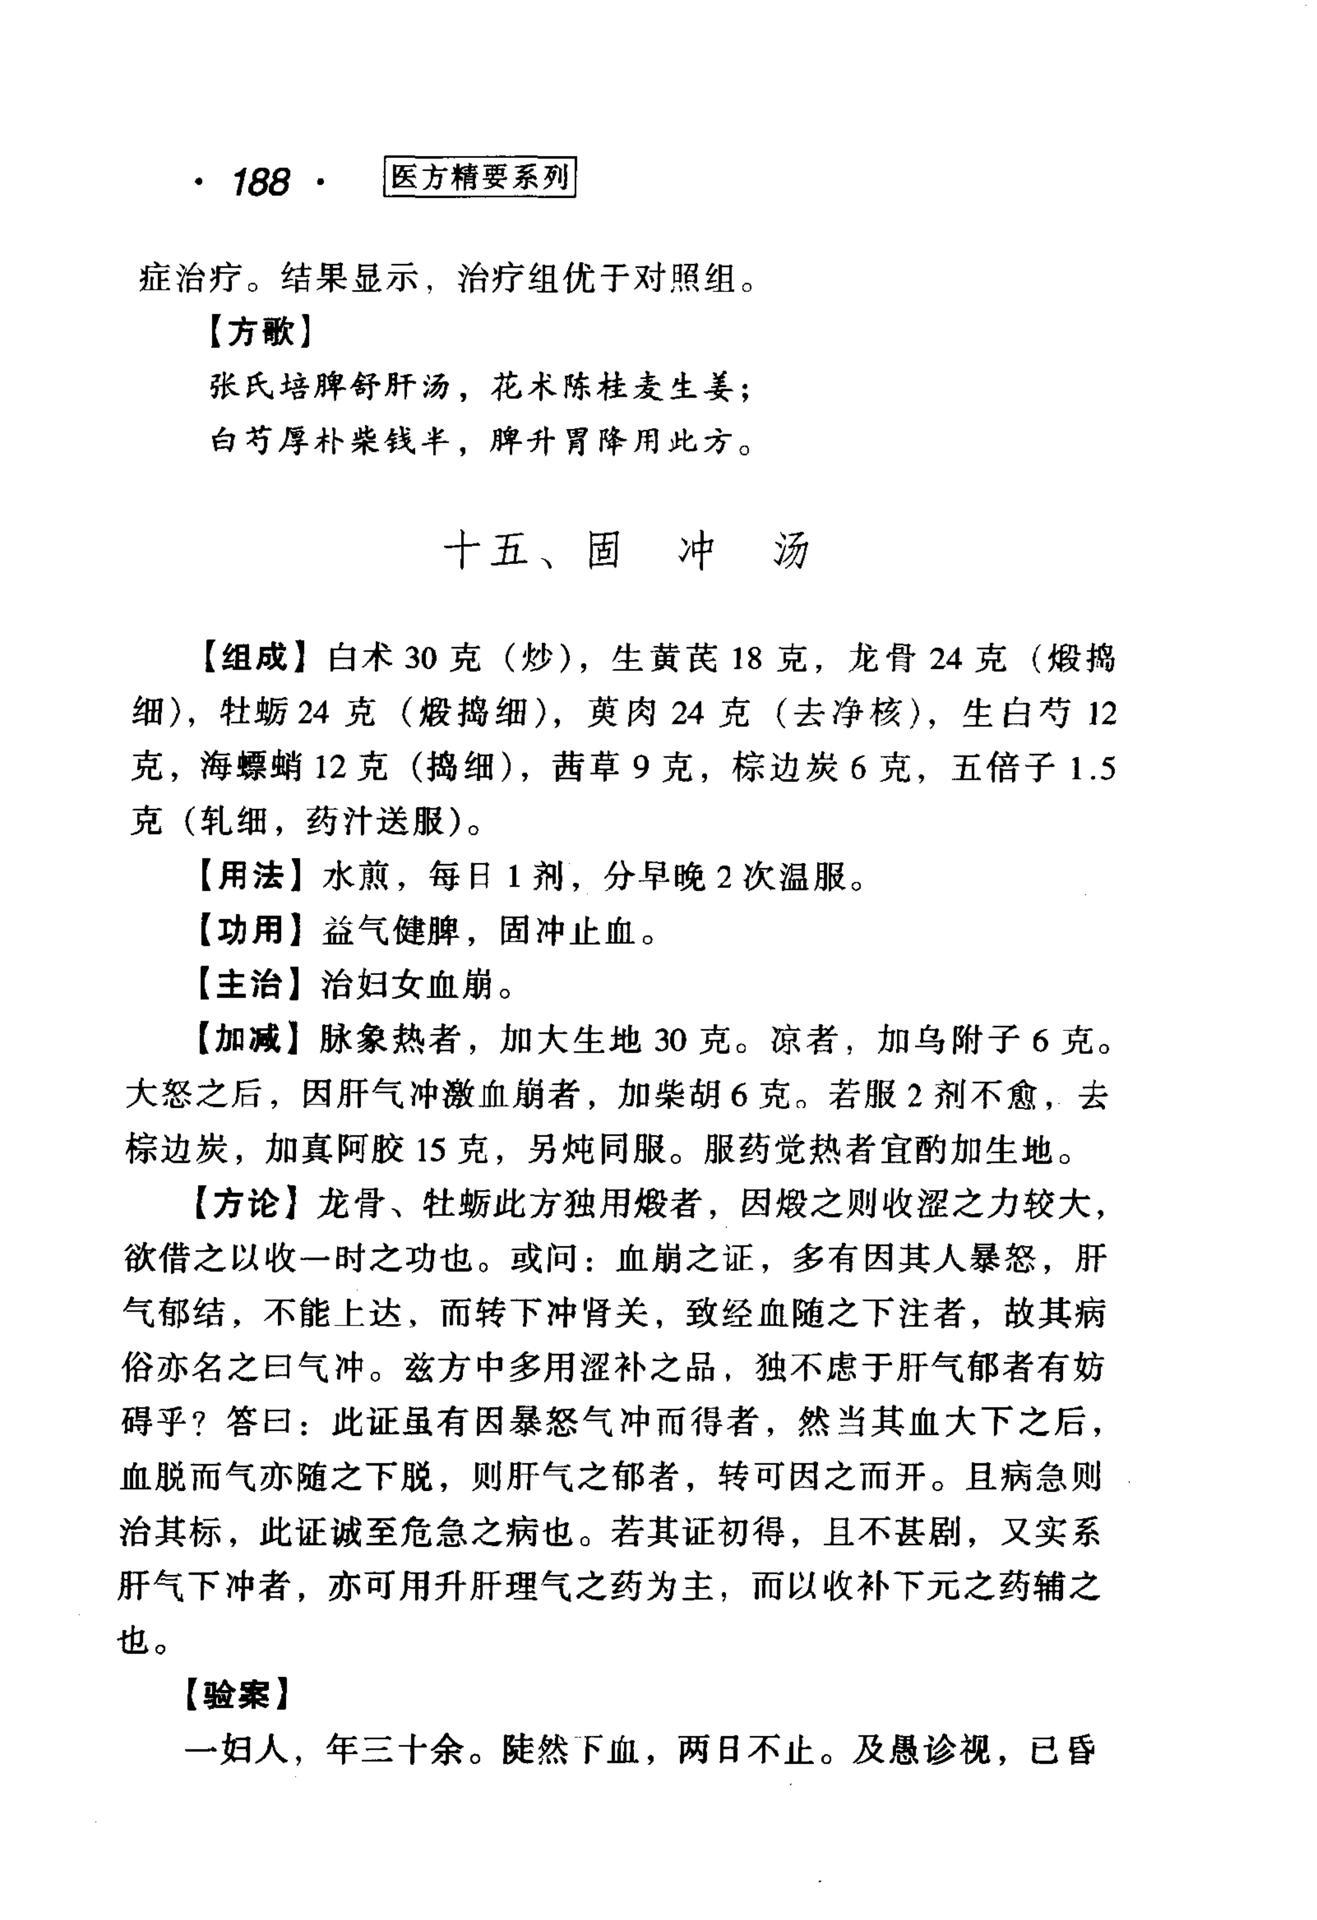 ·188· 医方精要系列
症治疗。结果显示，治疗组优于对照组。
【方歌】
张氏培脾舒肝汤，花术陈桂麦生姜；
白芍厚朴柴钱半，脾升胃降用此方。
十五、固冲汤
【组成】白术 30 克（炒），生黄芪 18 克，龙骨 24 克（煅捣
细），牡蛎 24 克（煅捣细），萸肉 24 克（去净核），生白芍 12
克，海螵蛸 12 克（捣细），茜草 9 克，棕边炭 6 克，五倍子 1.5
克（轧细，药汁送服）。
【用法】水煎，每日 1 剂，分早晚 2 次温服。
【功用】益气健脾，固冲止血。
【主治】治妇女血崩。
【加减】脉象热者，加大生地 30 克。凉者，加乌附子 6 克。
大怒之后，因肝气冲激血崩者，加柴胡 6 克。若服 2 剂不愈，去
棕边炭，加真阿胶 15 克，另炖同服。服药觉热者宜酌加生地。
【方论】龙骨、牡蛎此方独用煅者，因煅之则收涩之力较大，
欲借之以收一时之功也。或问：血崩之证，多有因其人暴怒，肝
气郁结，不能上达，而转下冲肾关，致经血随之下注者，故其病
俗亦名之曰气冲。兹方中多用涩补之品，独不虑于肝气郁者有妨
碍乎？答曰：此证虽有因暴怒气冲而得者，然当其血大下之后，
血脱而气亦随之下脱，则肝气之郁者，转可因之而开。且病急则
治其标，此证诚至危急之病也。若其证初得，且不甚剧，又实系
肝气下冲者，亦可用升肝理气之药为主，而以收补下元之药辅之
也。
【验案】
一妇人，年三十余。陡然下血，两日不止。及愚诊视，已昏